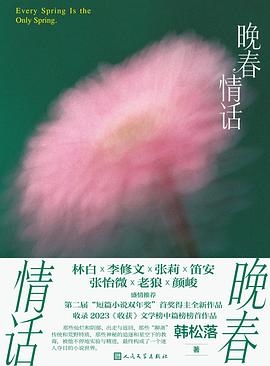 Every Spring Is the
Only Spring.
晚春
情话
林白×李修文×张莉×笛安
张怡微×老狼×颜峻
盛情推荐
第二届“短篇小说双年奖”首奖得主全新作品
收录2023《收获》文学榜中篇榜榜首作品
晚春
情话
韩松落
著
人民文学出版社